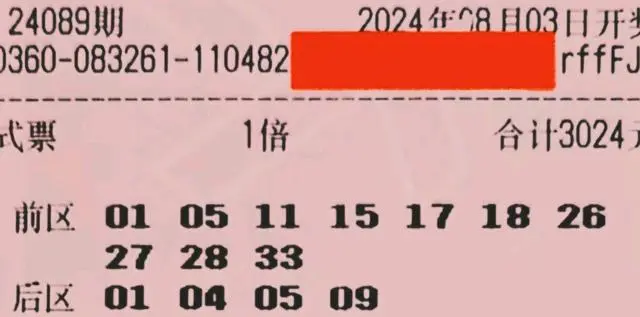 24089期 2024年08月03日开奖
0360-083261-110482 rffFJ
式票 1倍 合计3024元
前区 01 05 11 15 17 18 26
27 28 33
后区 01 04 05 09